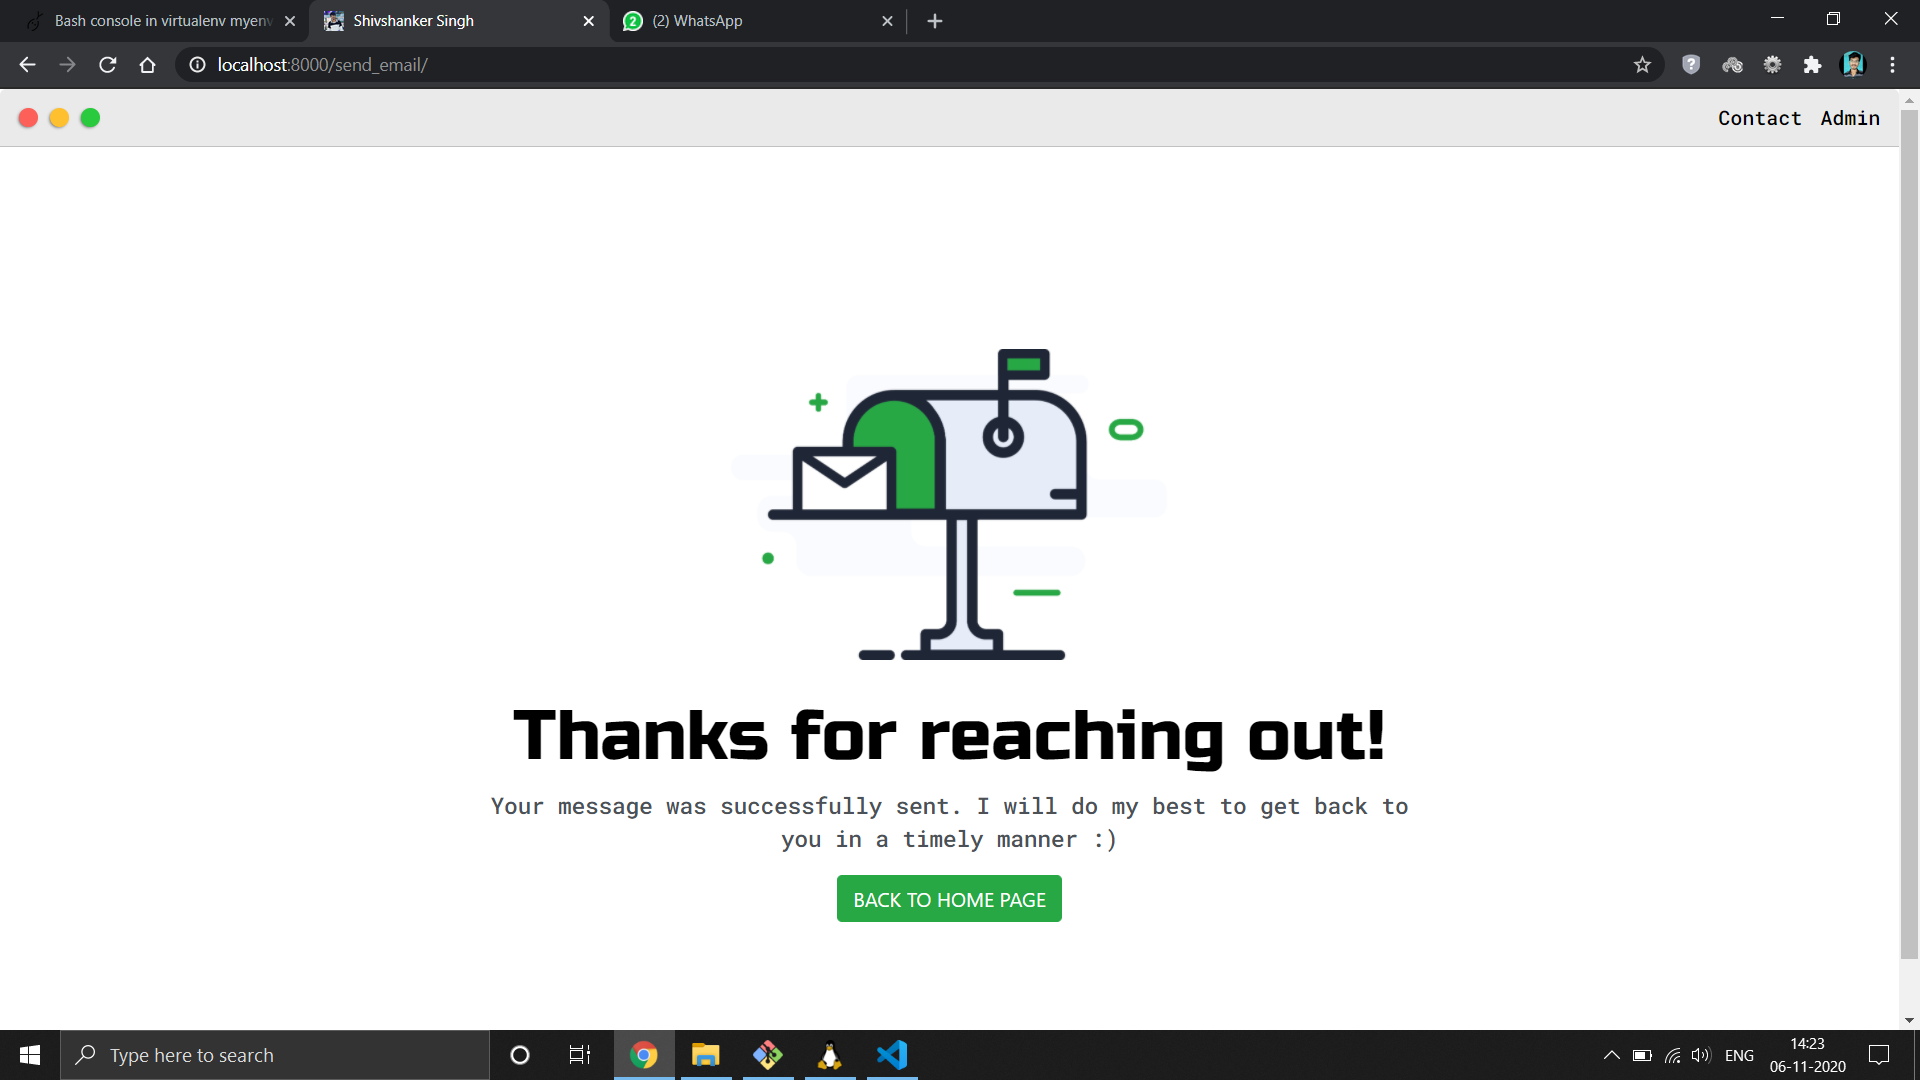 Bash console in virtualenv myenv
Shivshanker Singh
(2) WhatsApp
localhost:8000/send_email/
Contact Admin
Thanks for reaching out!
Your message was successfully sent. I will do my best to get back to
you in a timely manner :)
BACK TO HOME PAGE
Type here to search
ENG
14:23
06-11-2020